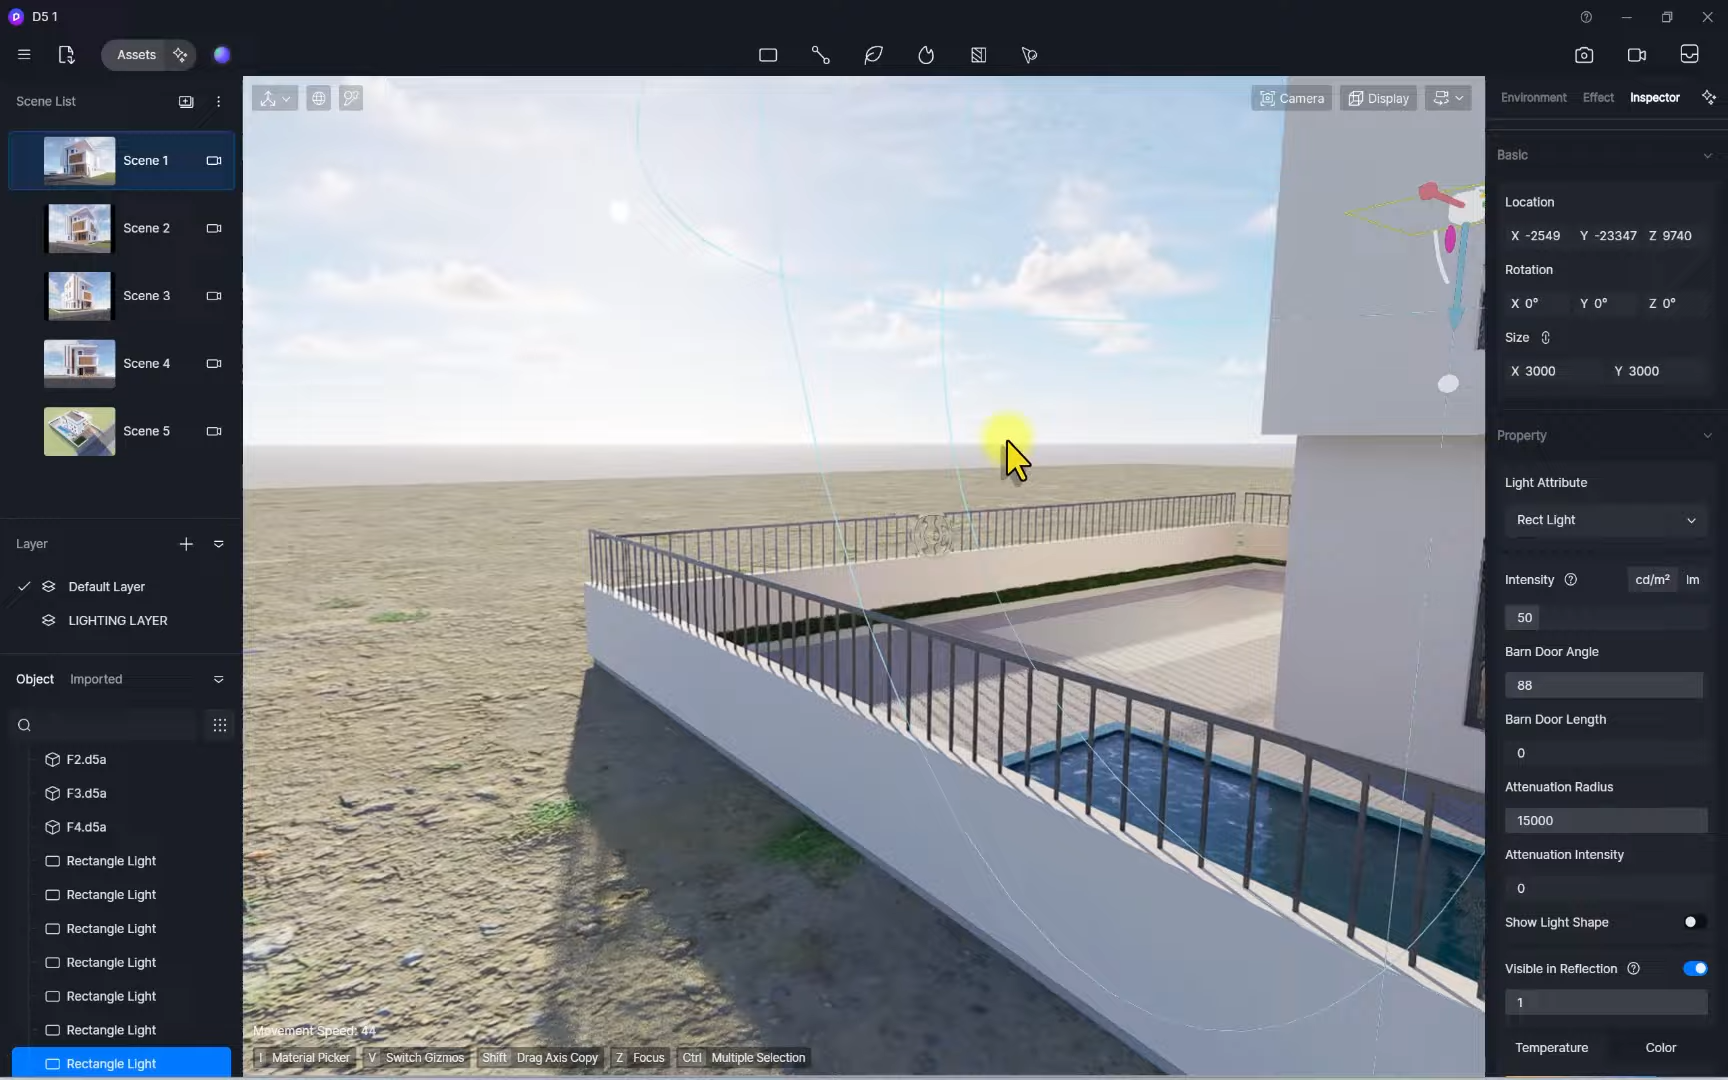 D5 1
Assets
Scene List
Scene 1
Scene 2
Scene 3
Scene 4
Scene 5
Layer
Default Layer
LIGHTING LAYER
Object Imported
F2.d5a
F3.d5a
F4.d5a
Rectangle Light
Rectangle Light
Rectangle Light
Rectangle Light
Rectangle Light
Rectangle Light
Rectangle Light
Camera Display
Movement Speed: 44
I Material Picker V Switch Gizmos Shift Drag Axis Copy Z Focus Ctrl Multiple Selection
Environment Effect Inspector
Basic
Location
X -2549 Y -23347 Z 9740
Rotation
X 0° Y 0° Z 0°
Size
X 3000 Y 3000
Property
Light Attribute
Rect Light
Intensity cd/m² lm
50
Barn Door Angle
88
Barn Door Length
0
Attenuation Radius
15000
Attenuation Intensity
0
Show Light Shape
Visible in Reflection
1
Temperature Color